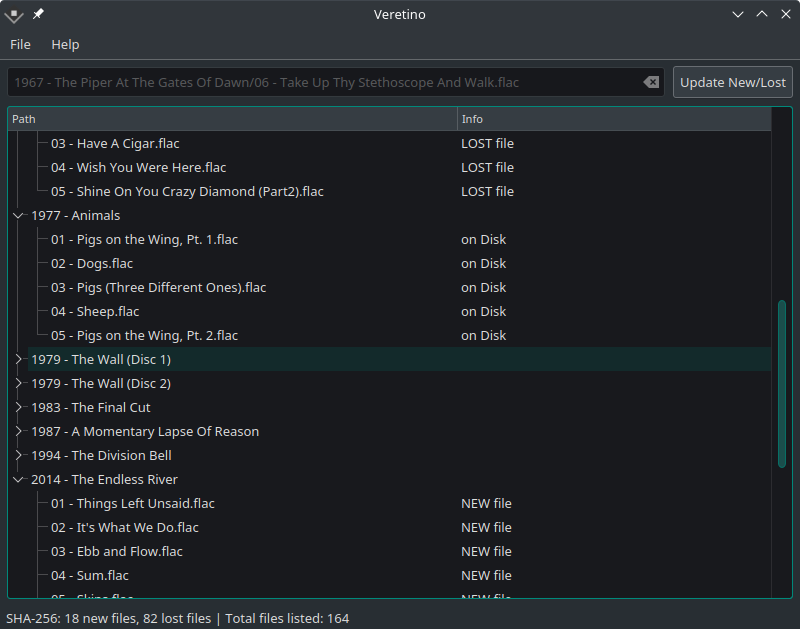 Veretino
File Help
1967 - The Piper At The Gates Of Dawn/06 - Take Up Thy Stethoscope And Walk.flac Update New/Lost
Path Info
03 - Have A Cigar.flac LOST file
04 - Wish You Were Here.flac LOST file
05 - Shine On You Crazy Diamond (Part2).flac LOST file
1977 - Animals
01 - Pigs on the Wing, Pt. 1.flac on Disk
02 - Dogs.flac on Disk
03 - Pigs (Three Different Ones).flac on Disk
04 - Sheep.flac on Disk
05 - Pigs on the Wing, Pt. 2.flac on Disk
1979 - The Wall (Disc 1)
1979 - The Wall (Disc 2)
1983 - The Final Cut
1987 - A Momentary Lapse Of Reason
1994 - The Division Bell
2014 - The Endless River
01 - Things Left Unsaid.flac NEW file
02 - It's What We Do.flac NEW file
03 - Ebb and Flow.flac NEW file
04 - Sum.flac NEW file
05 - Skins.flac NEW file
SHA-256: 18 new files, 82 lost files | Total files listed: 164